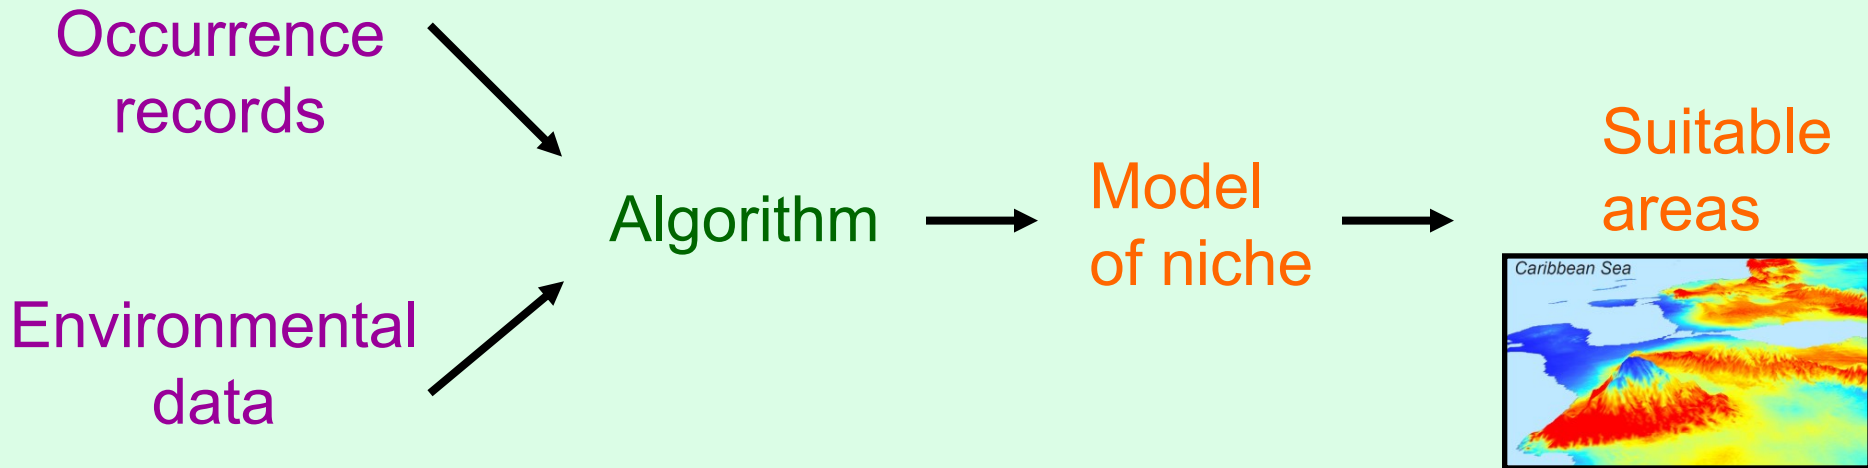 Occurrence
records
Environmental
data
Algorithm
Model
of niche
Suitable
areas
Caribbean Sea